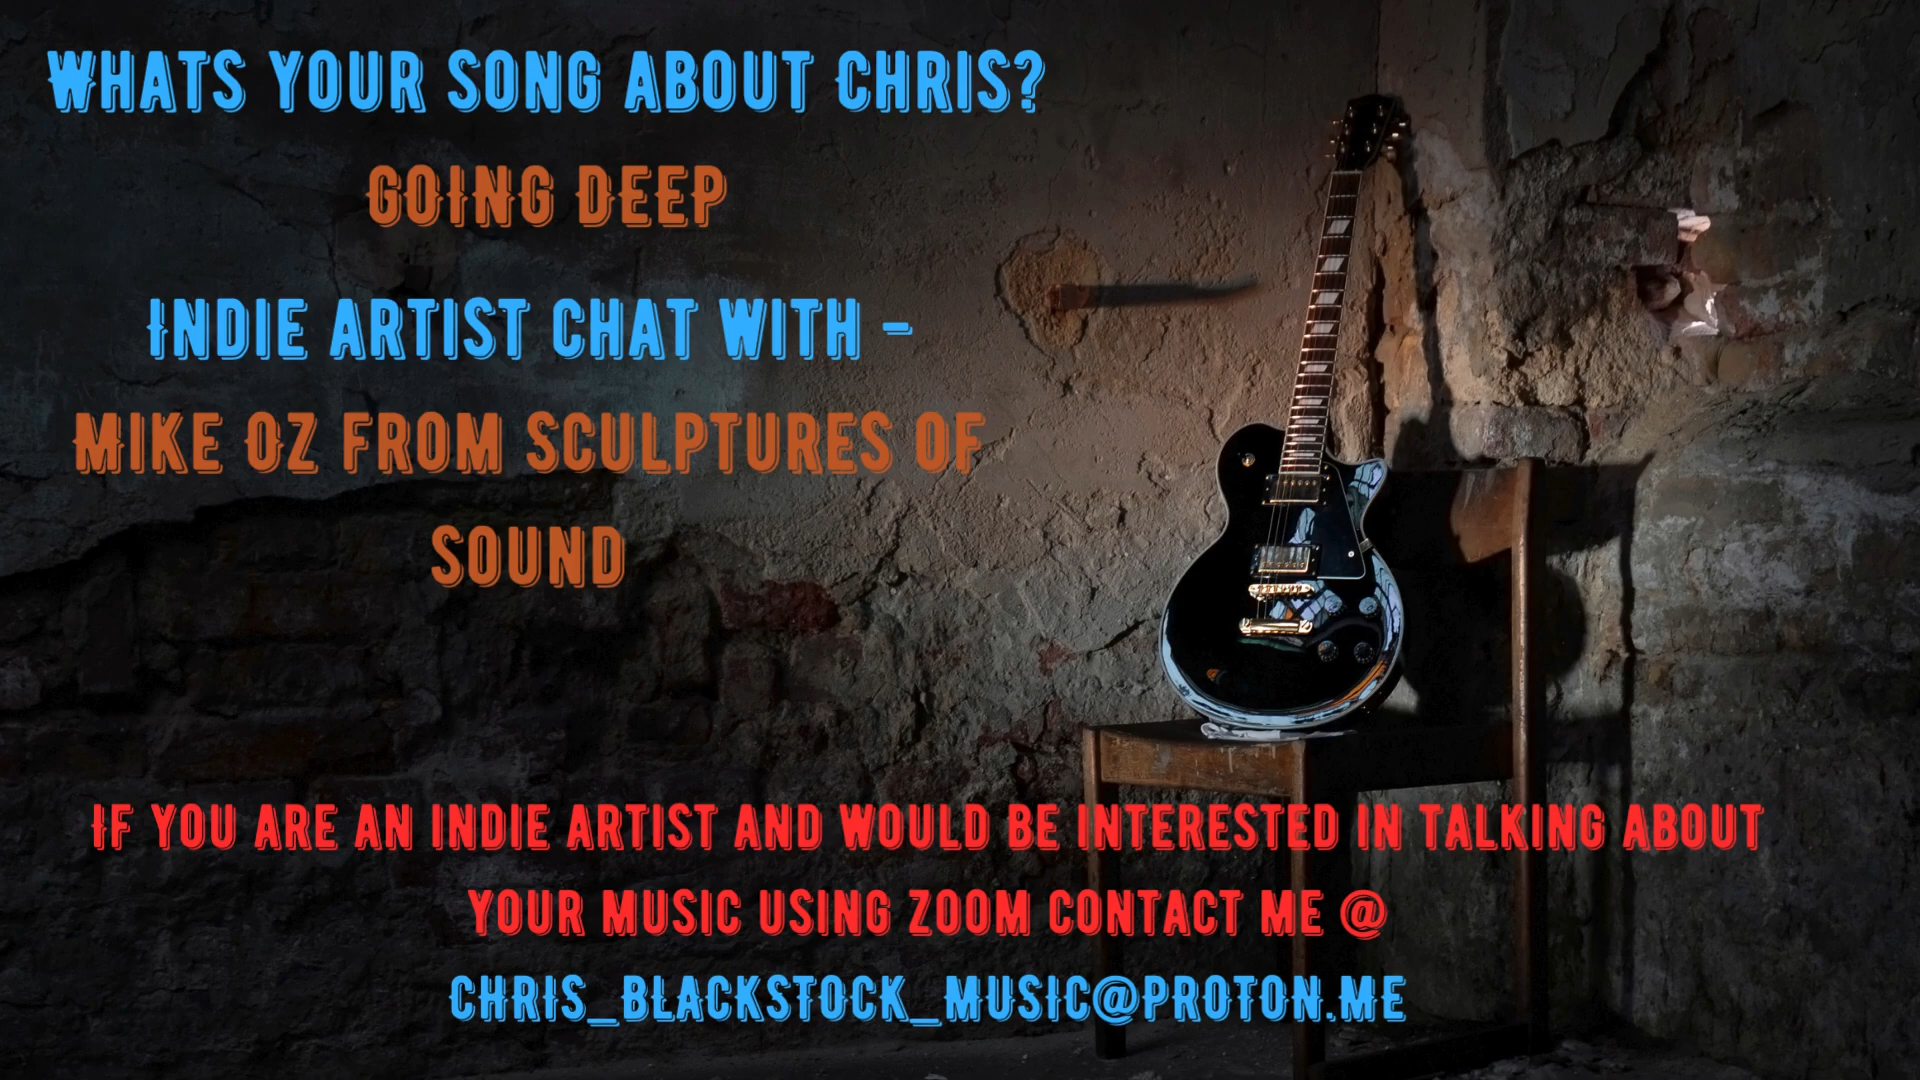 Whats your song about Chris?
Going Deep
Indie artist chat with -
Mike Oz from Sculptures of
Sound
If you are an indie artist and would be interested in talking about
your music using zoom contact me @
chris_blackstock_music@proton.me